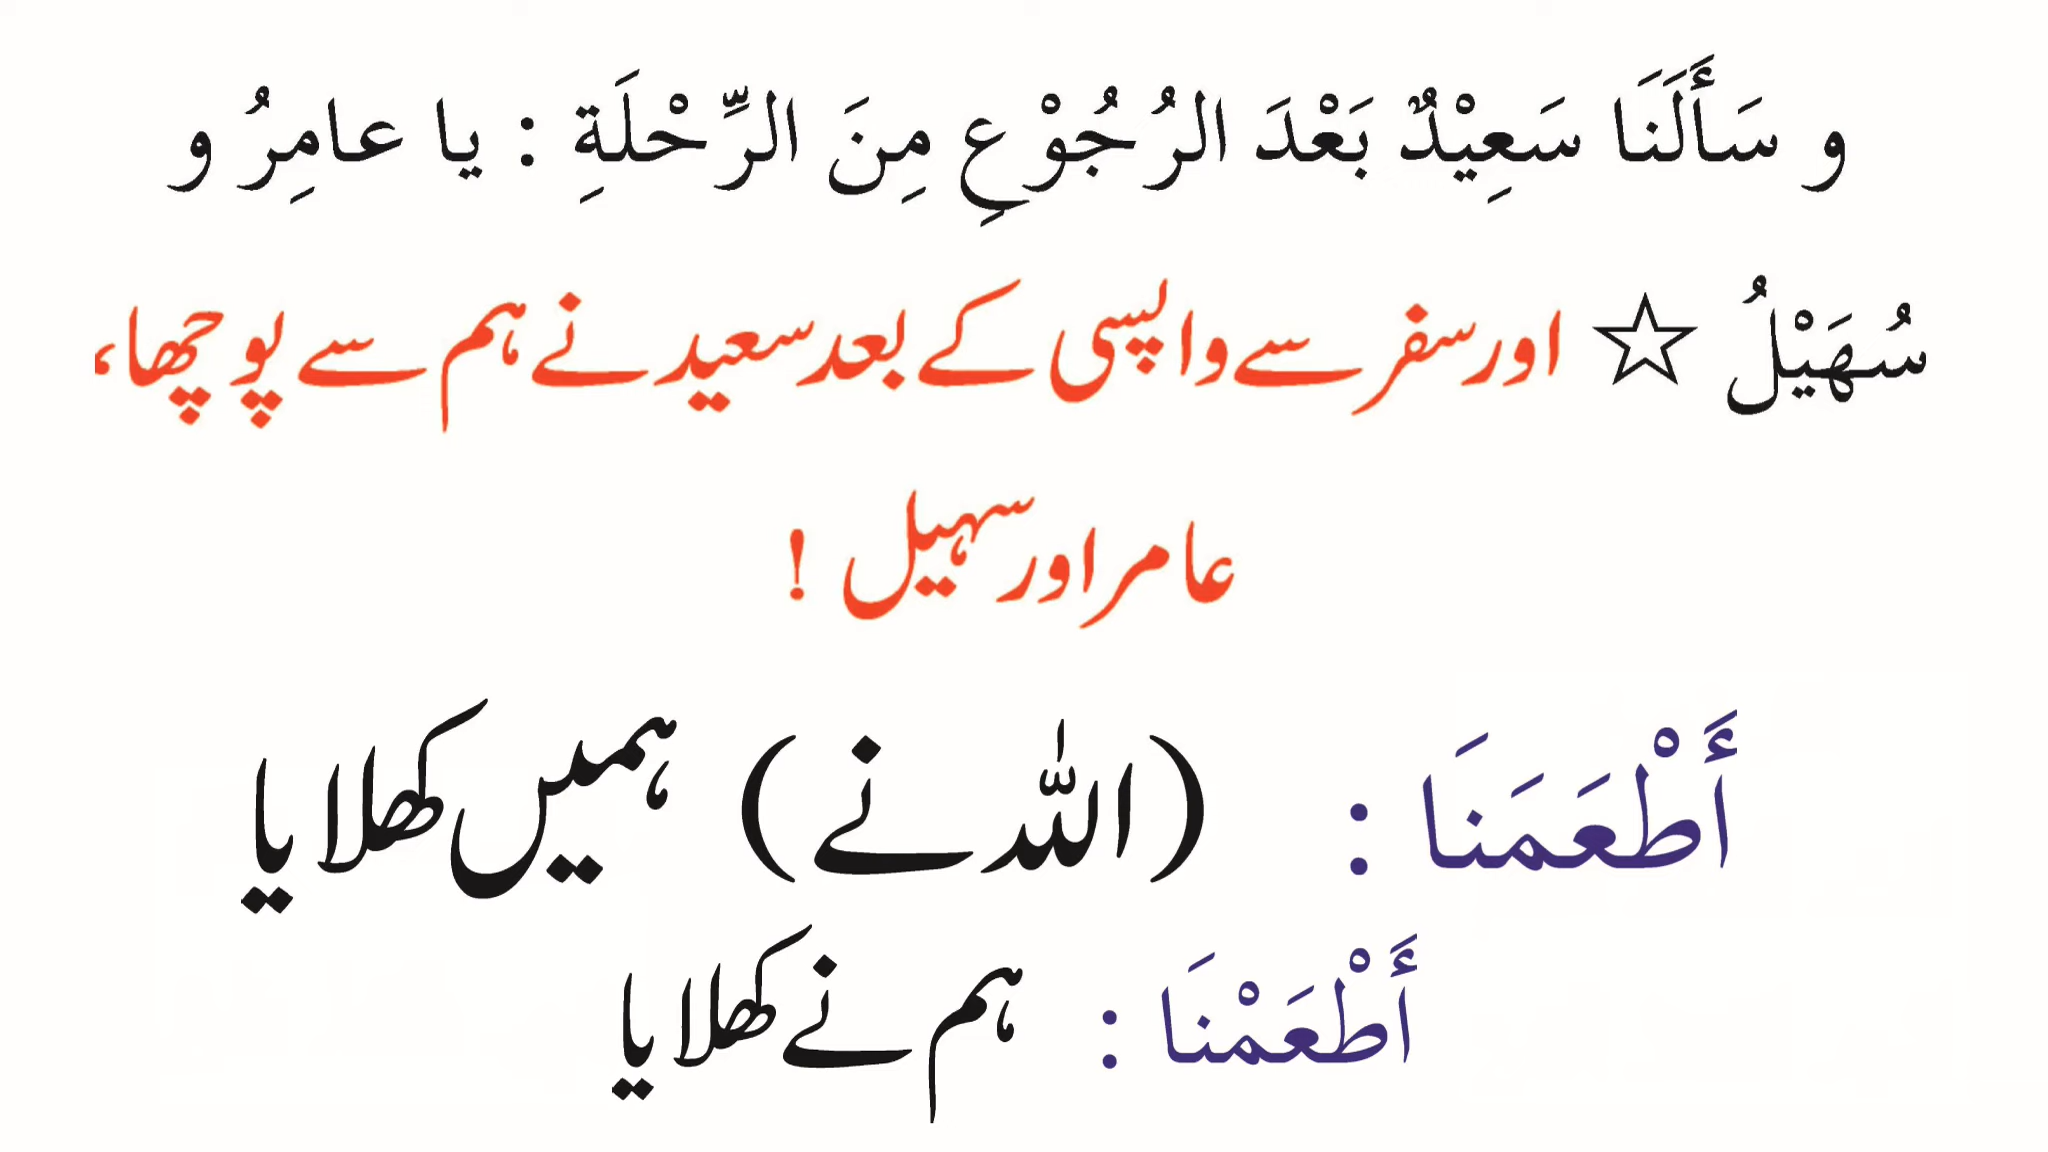 و سَأَلَنَا سَعِيْدٌ بَعْدَ الرُجُوْعِ مِنَ الرِّحْلَةِ : يا عامِرُ و
سُهَيْلُ ☆ اور سفر سے واپسی کے بعد سعید نے ہم سے پوچھا،
عامر اور سہیل !
أَطْعَمَنَا : (اللہ نے) ہمیں کھلایا
أَطْعَمْنَا : ہم نے کھلایا